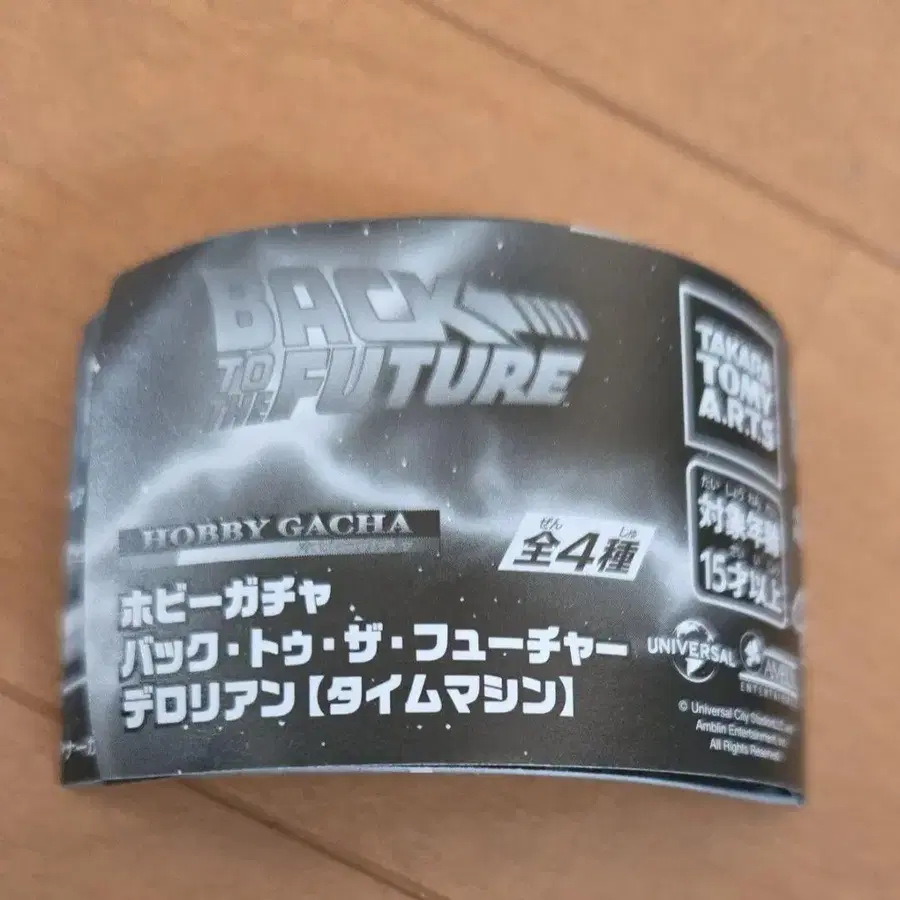 BACK
TO THE FUTURE
TAKARA
TOMY
A.R.T.S
HOBBY GACHA
ぜん しゅ
全4種
たい しょう ねん
対象年齢
15才以上
ホビーガチャ
バック・トゥ・ザ・フューチャー
デロリアン【タイムマシン】
UNIVERSAL
© Universal City Studios
Amblin Entertainment,
All Rights Reserved